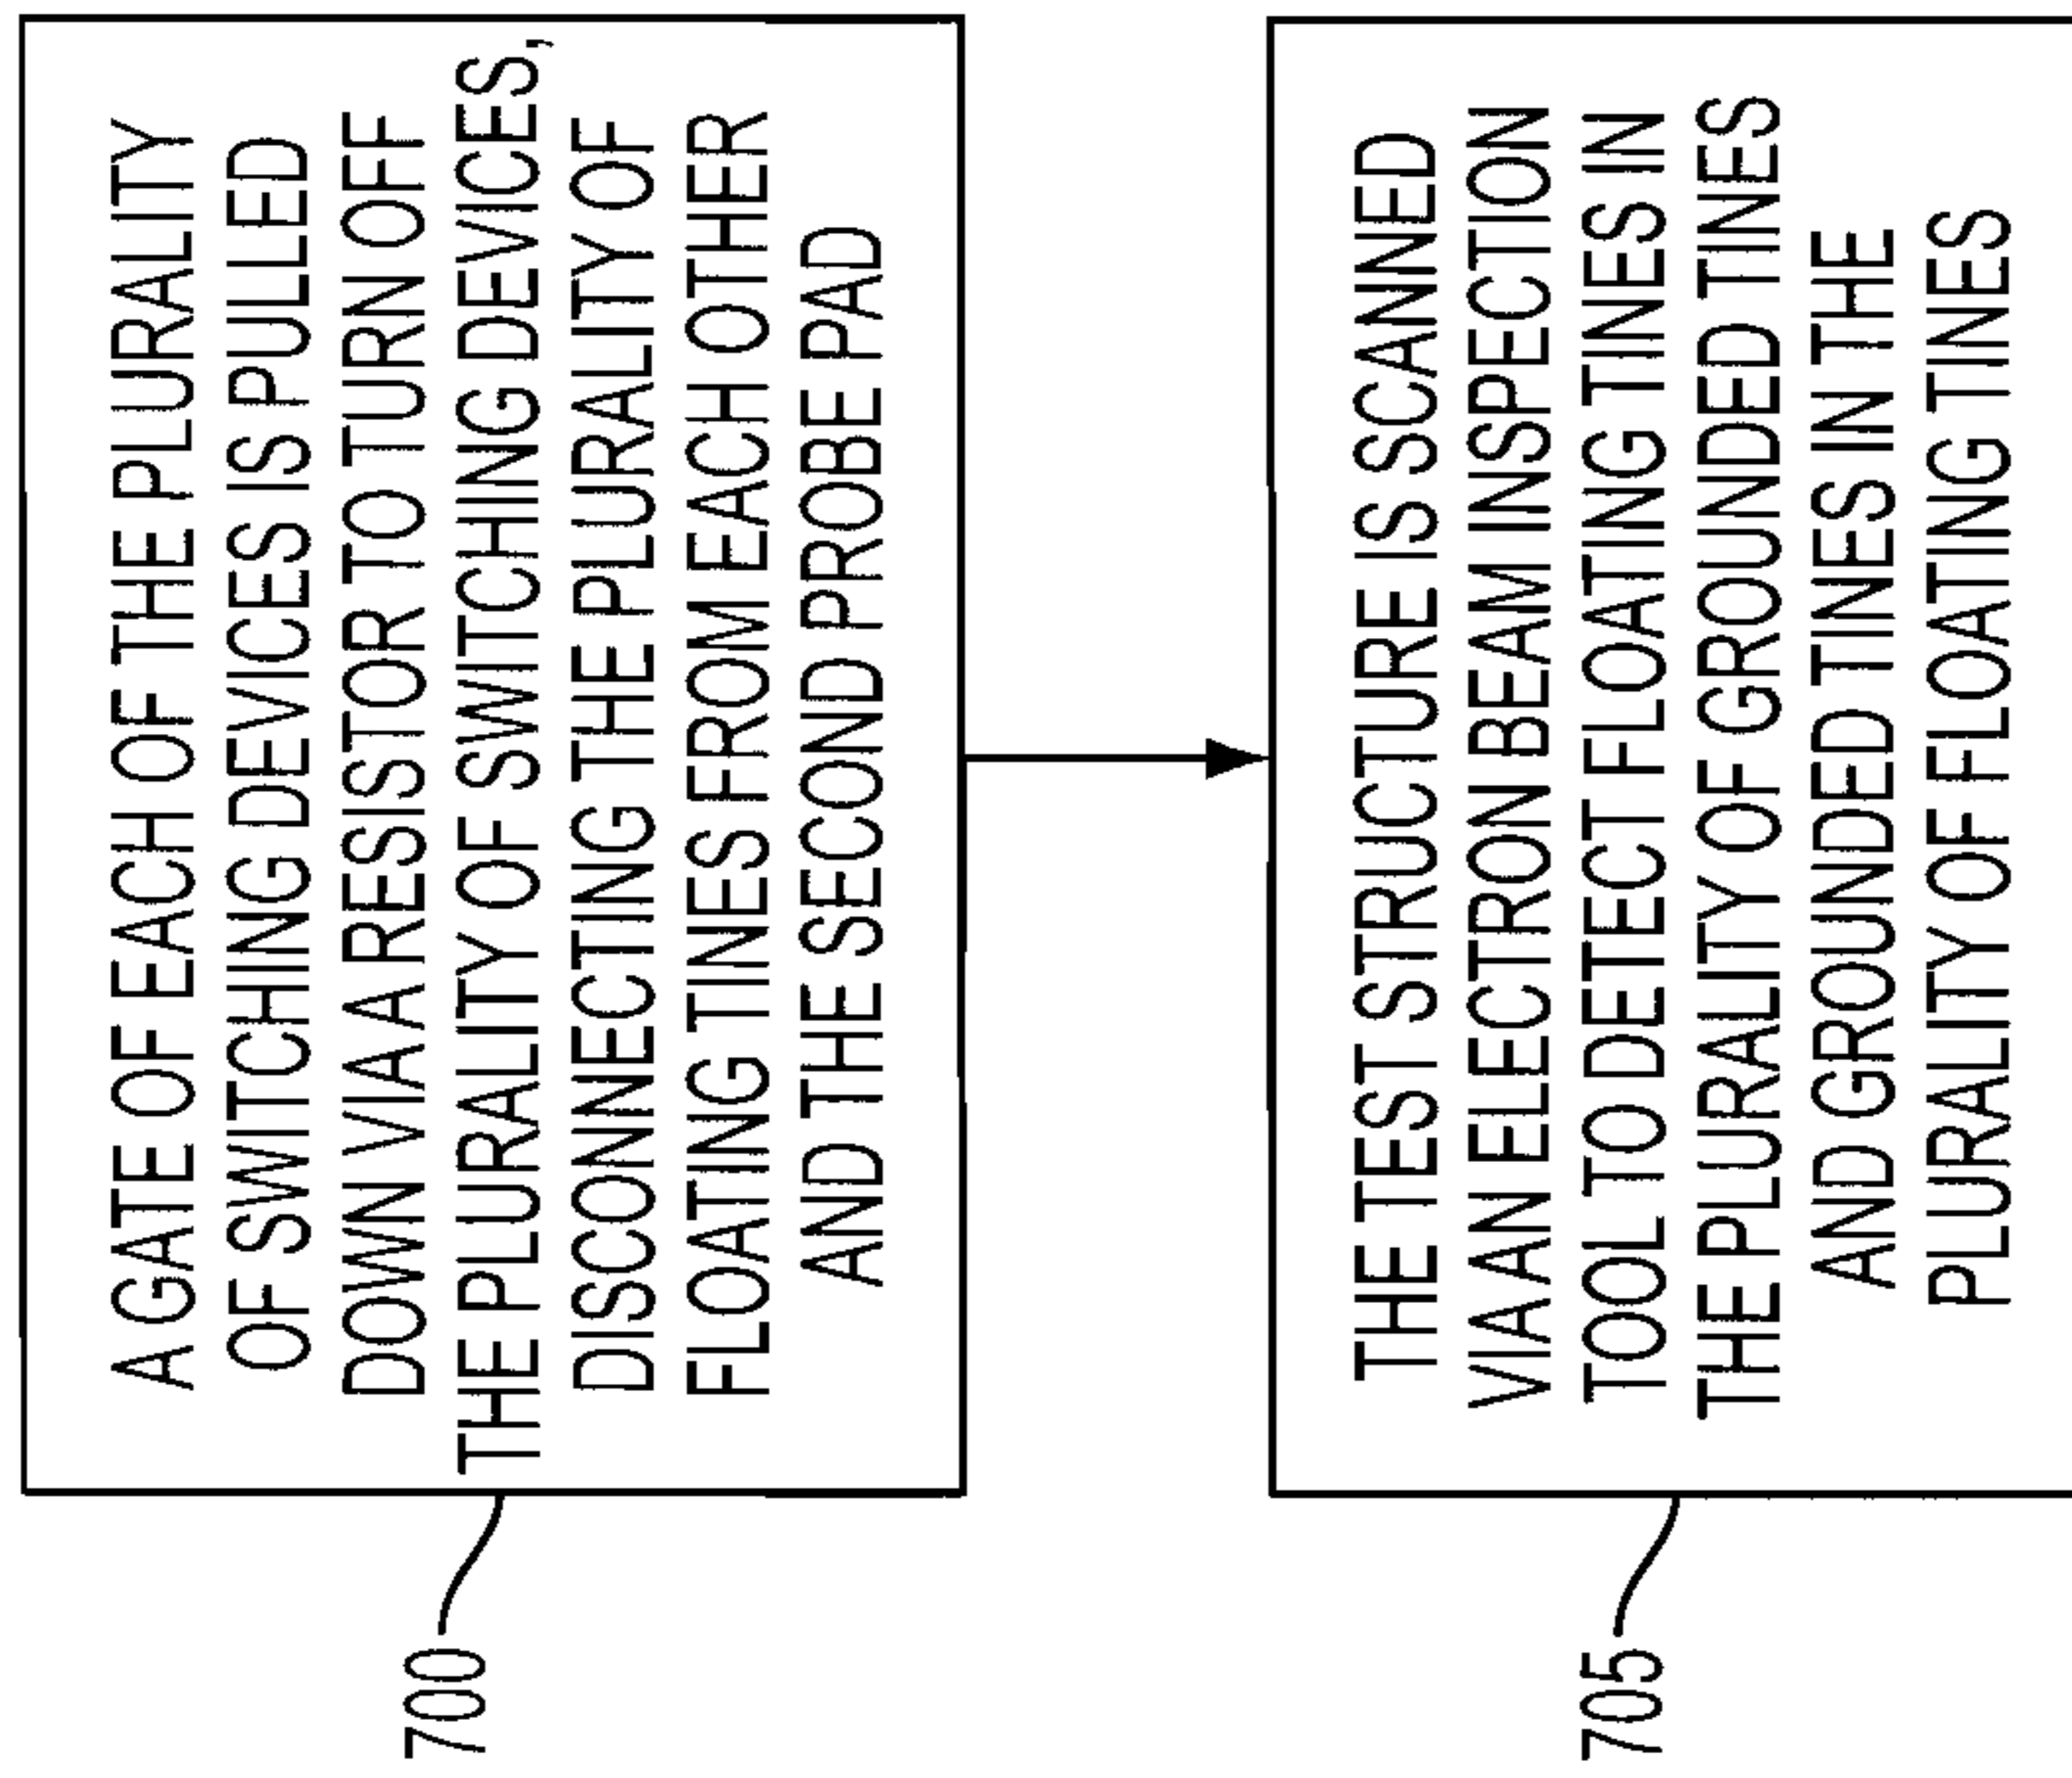 A GATE OF EACH OF THE PLURALITY
OF SWITCHING DEVICES IS PULLED
DOWN VIA A RESISTOR TO TURN OFF
THE PLURALITY OF SWITCHING DEVICES,
DISCONNECTING THE PLURALITY OF
FLOATING TINES FROM EACH OTHER
AND THE SECOND PROBE PAD
700
THE TEST STRUCTURE IS SCANNED
VIA AN ELECTRON BEAM INSPECTION
TOOL TO DETECT FLOATING TINES IN
THE PLURALITY OF GROUNDED TINES
AND GROUNDED TINES IN THE
PLURALITY OF FLOATING TINES
705